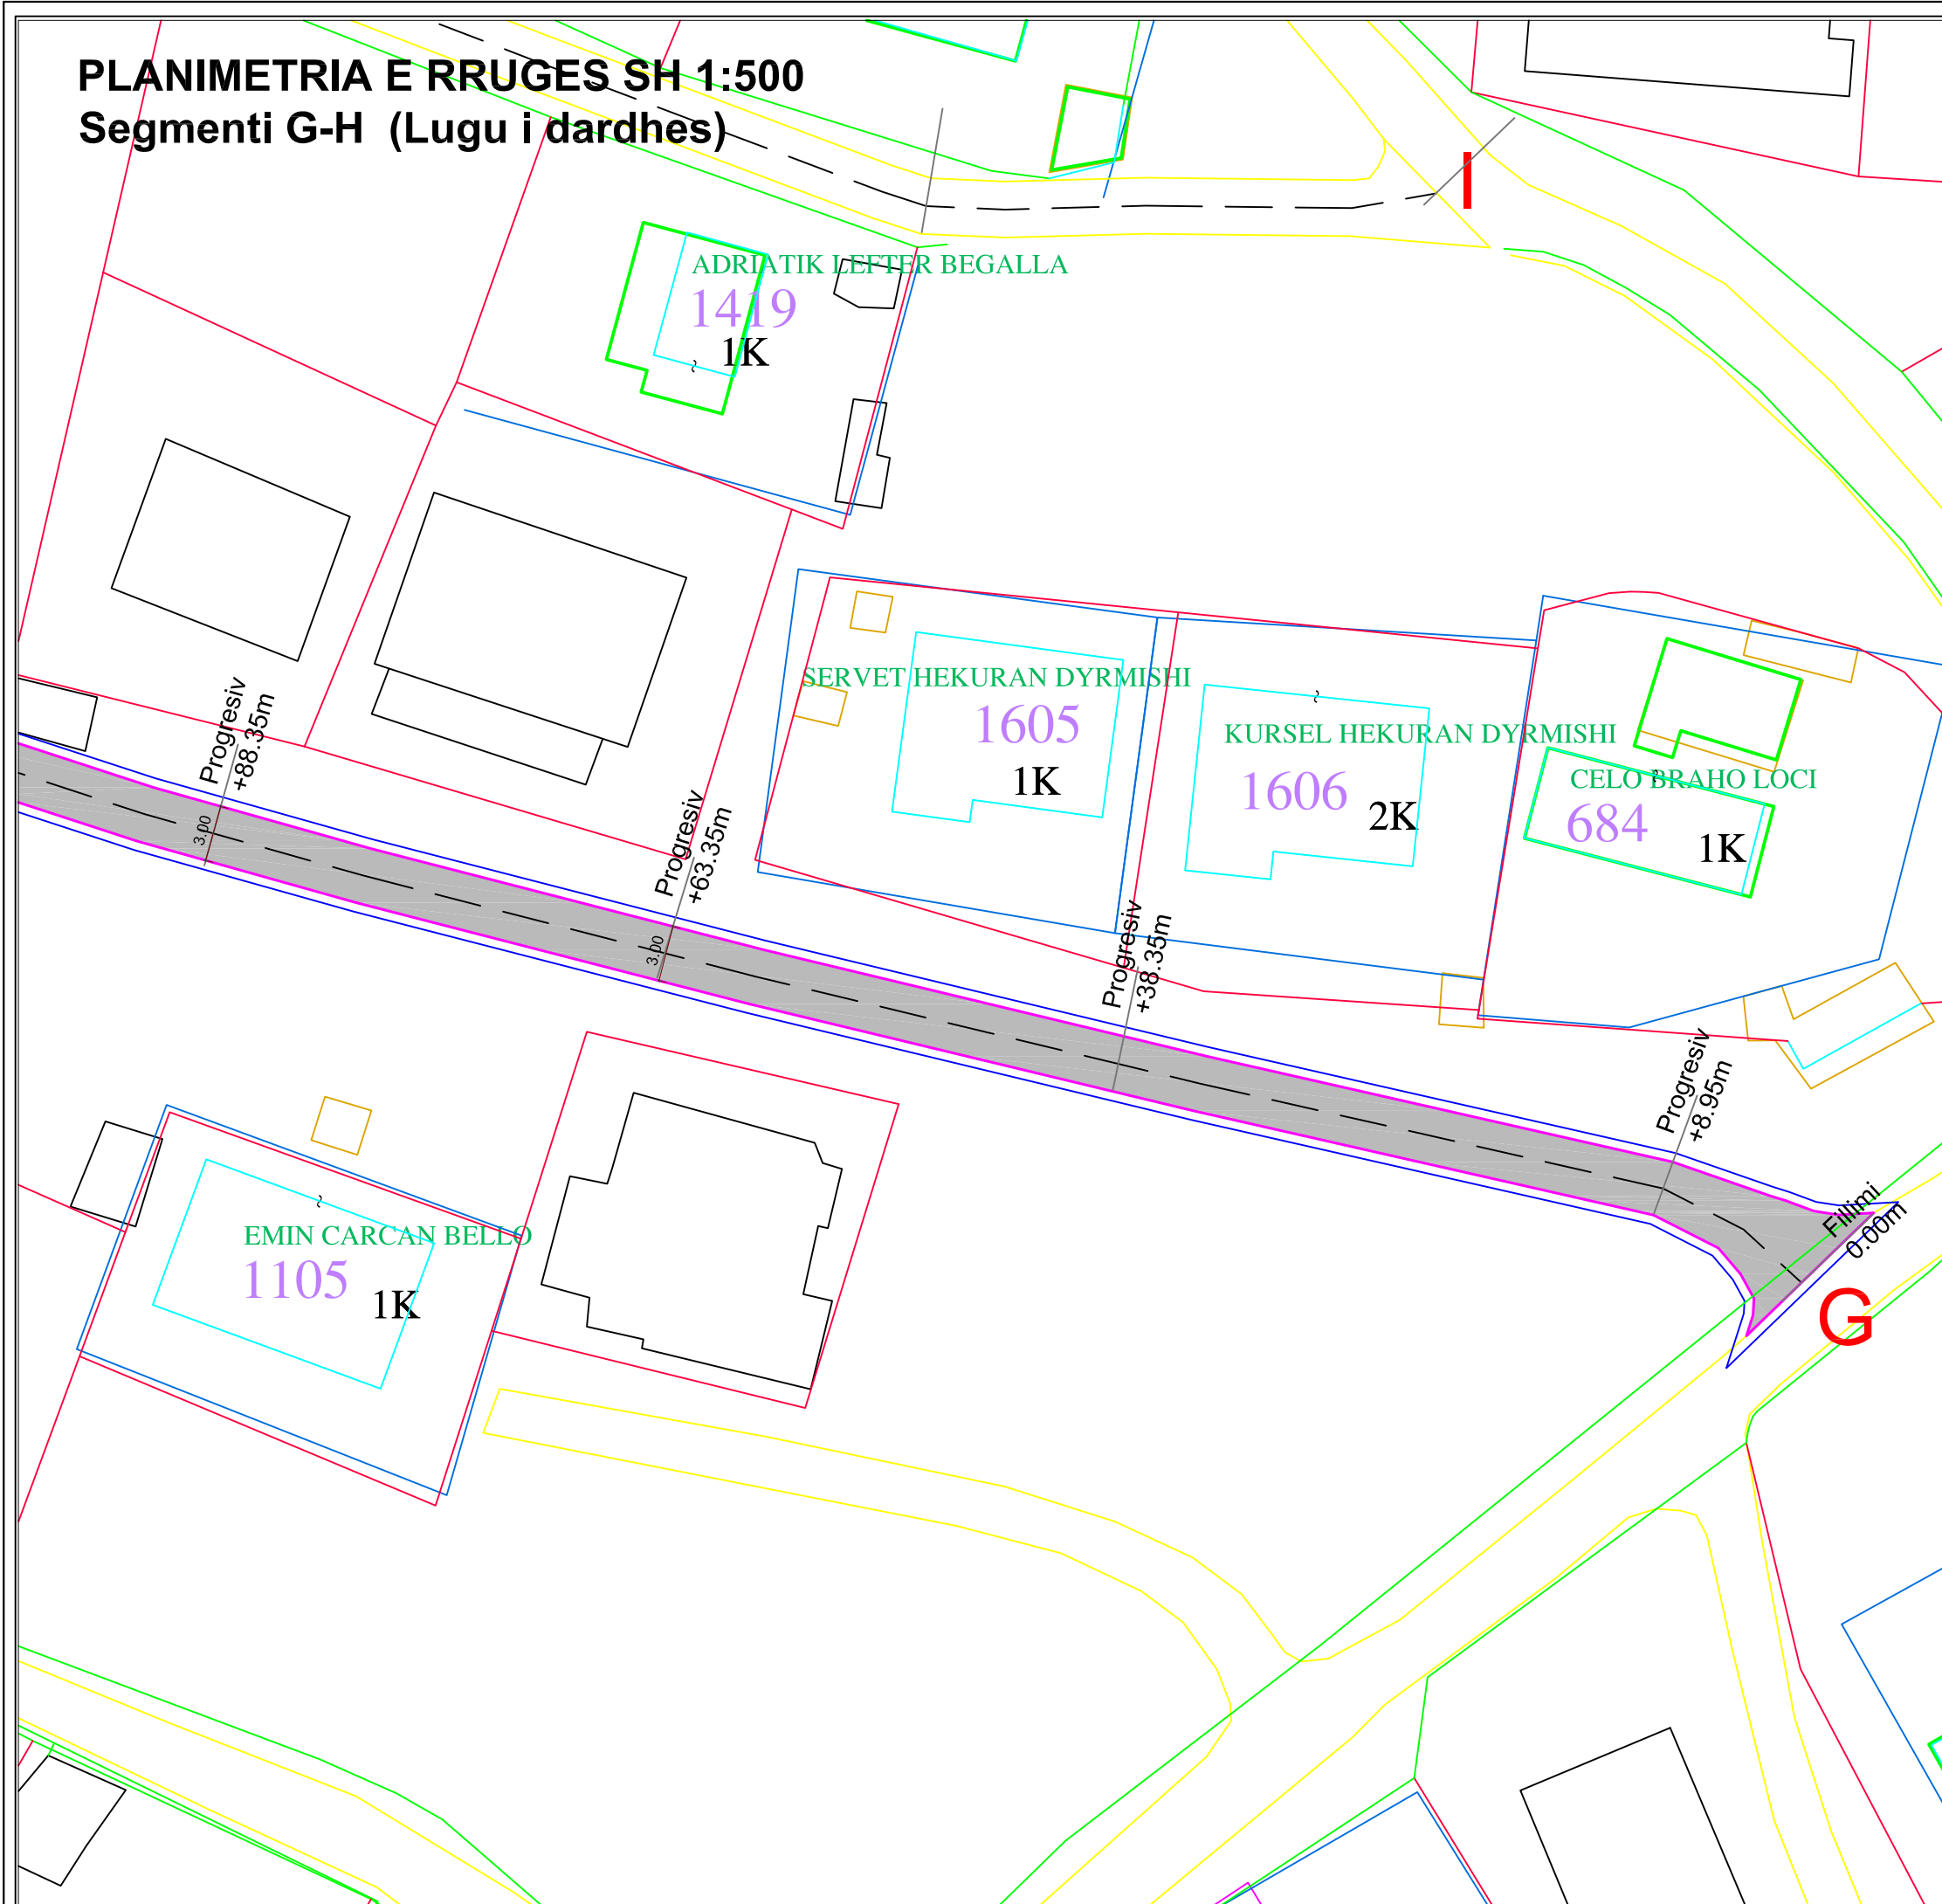 PLANIMETRIA E RRUGES SH 1:500
Segmenti G-H (Lugu i dardhes)
I
ADRIATIK LEFTER BEGALLA
1419
1K
SERVET HEKURAN DYRMISHI
1605
1K
KURSEL HEKURAN DYRMISHI
1606
2K
CELO BRAHO LOCI
684
1K
Progresiv
+88.35m
3.00
Progresiv
+63.35m
3.00
Progresiv
+38.35m
Progresiv
+8.95m
Fillimi
0.00m
G
EMIN CARCAN BELLO
1105
1K